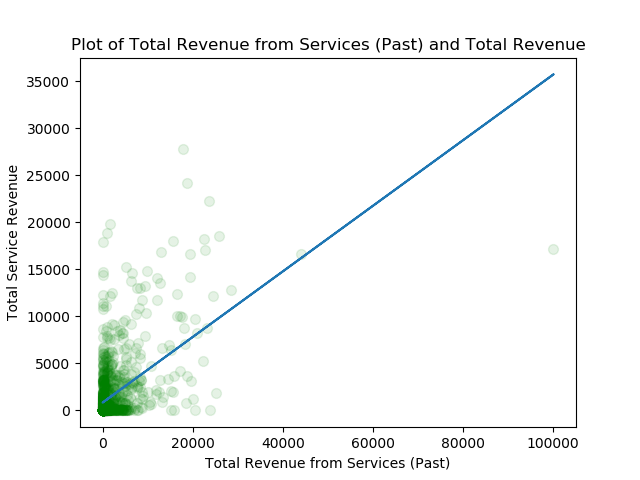 Plot of Total Revenue from Services (Past) and Total Revenue
35000
30000
25000
20000
15000
10000
5000
0
Total Service Revenue
0 20000 40000 60000 80000 100000
Total Revenue from Services (Past)